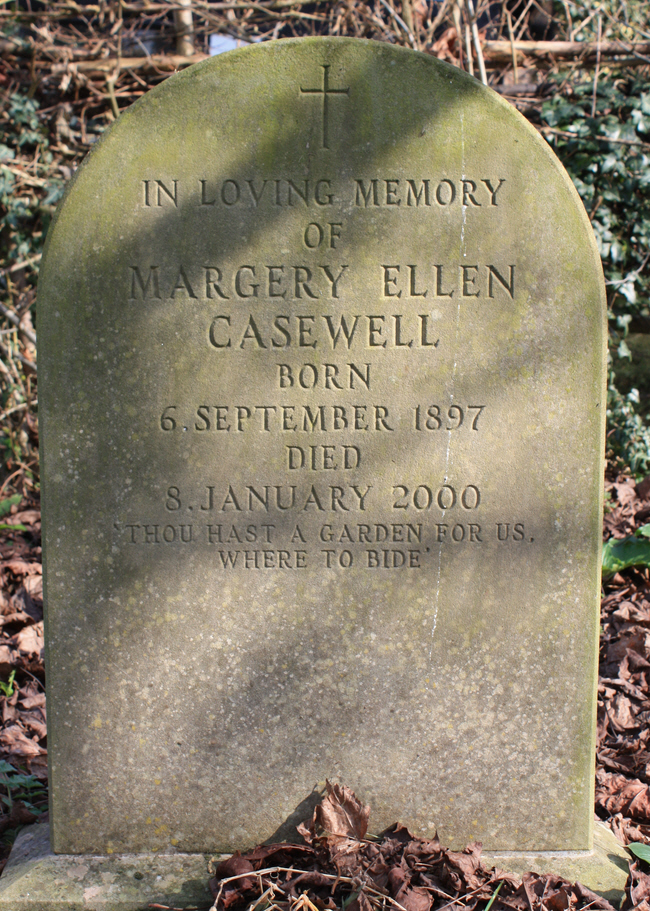 IN LOVING MEMORY
OF
MARGERY ELLEN
CASEWELL
BORN
6.SEPTEMBER 1897
DIED
8.JANUARY 2000
'THOU HAST A GARDEN FOR US,
WHERE TO BIDE'